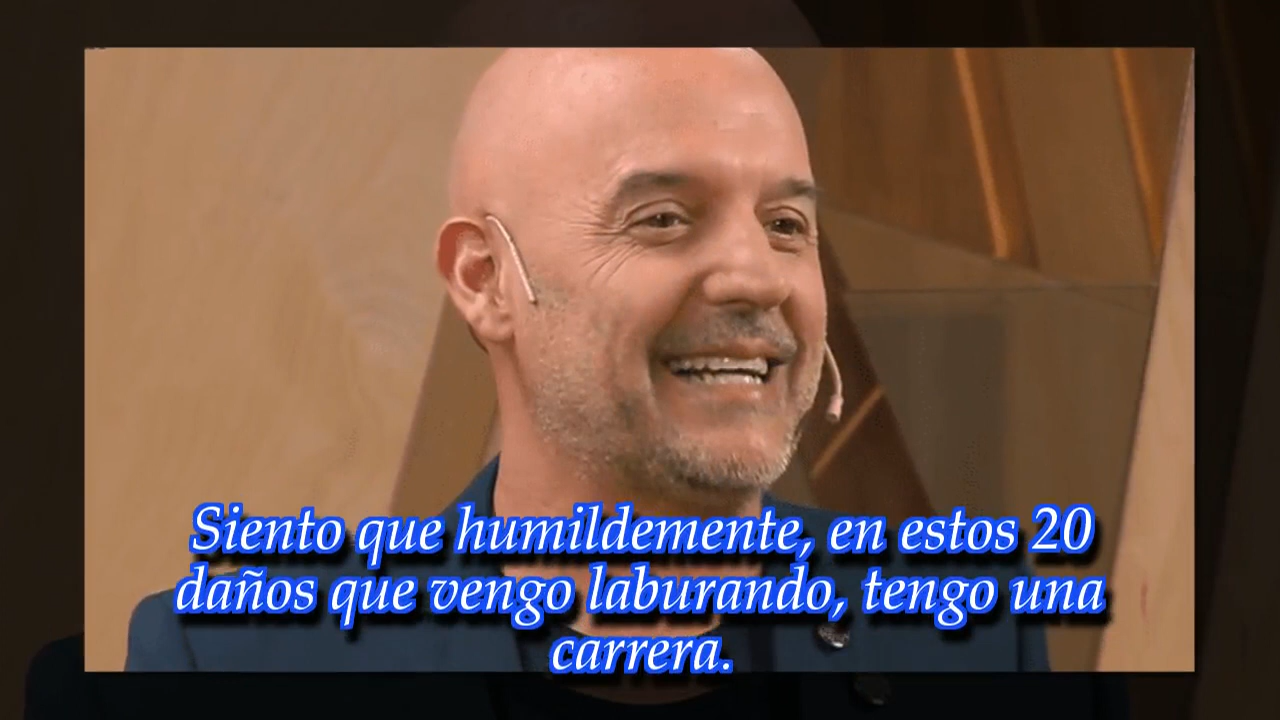 Siento que humildemente, en estos 20
daños que vengo laburando, tengo una
carrera.